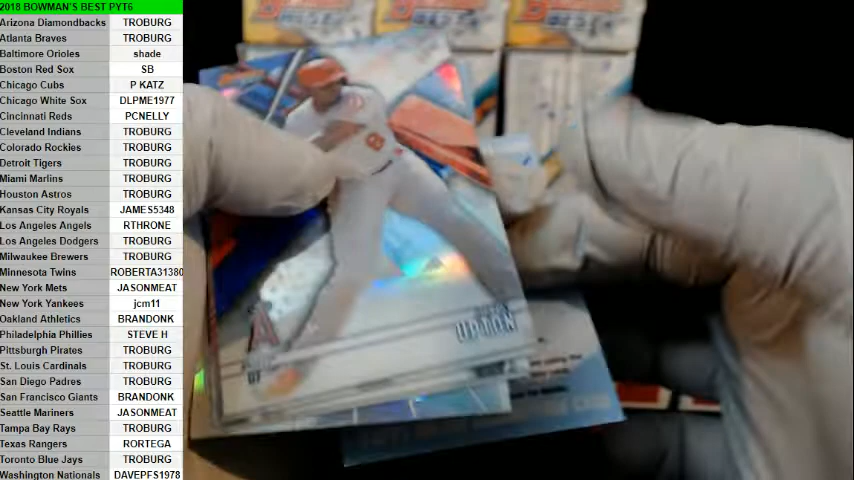 2018 BOWMAN'S BEST PYT6
Arizona Diamondbacks TROBURG
Atlanta Braves TROBURG
Baltimore Orioles shade
Boston Red Sox SB
Chicago Cubs P KATZ
Chicago White Sox DLPME1977
Cincinnati Reds PCNELLY
Cleveland Indians TROBURG
Colorado Rockies TROBURG
Detroit Tigers TROBURG
Miami Marlins TROBURG
Houston Astros TROBURG
Kansas City Royals JAMES5348
Los Angeles Angels RTHRONE
Los Angeles Dodgers TROBURG
Milwaukee Brewers TROBURG
Minnesota Twins ROBERTA31380
New York Mets JASONMEAT
New York Yankees jcm11
Oakland Athletics BRANDONK
Philadelphia Phillies STEVE H
Pittsburgh Pirates TROBURG
St. Louis Cardinals TROBURG
San Diego Padres TROBURG
San Francisco Giants BRANDONK
Seattle Mariners JASONMEAT
Tampa Bay Rays TROBURG
Texas Rangers RORTEGA
Toronto Blue Jays TROBURG
Washington Nationals DAVEPFS1978
A
UPTON
OF